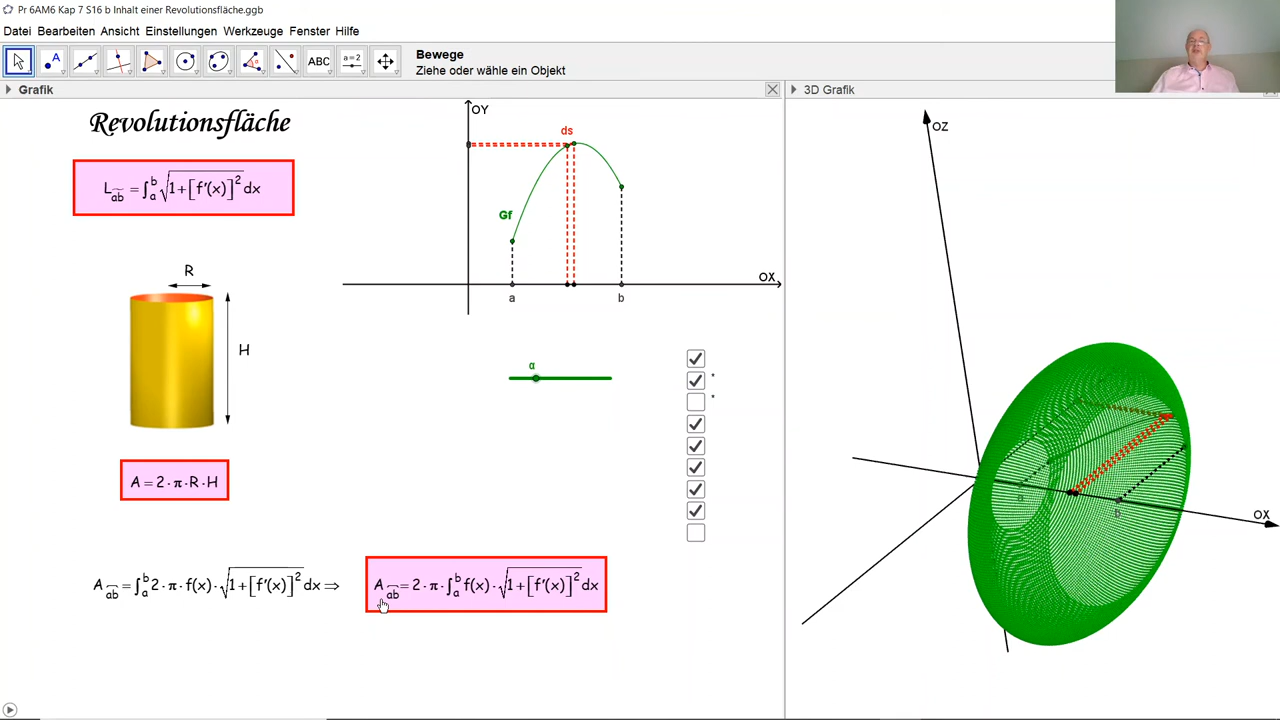 Pr 6AM6 Kap 7 S16 b Inhalt einer Revolutionsfläche.ggb
Datei Bearbeiten Ansicht Einstellungen Werkzeuge Fenster Hilfe
A
ABC
a=2
Bewege
Ziehe oder wähle ein Objekt
Grafik
3D Grafik
Revolutionsfläche
L_ab = ∫_a^b √(1+[f'(x)]²) dx
OY
ds
Gf
OX
a
b
R
H
α
*
*
A = 2 · π · R · H
A_ab = ∫_a^b 2 · π · f(x) · √(1+[f'(x)]²) dx ⇒
A_ab = 2 · π · ∫_a^b f(x) · √(1+[f'(x)]²) dx
OZ
a
b
OX